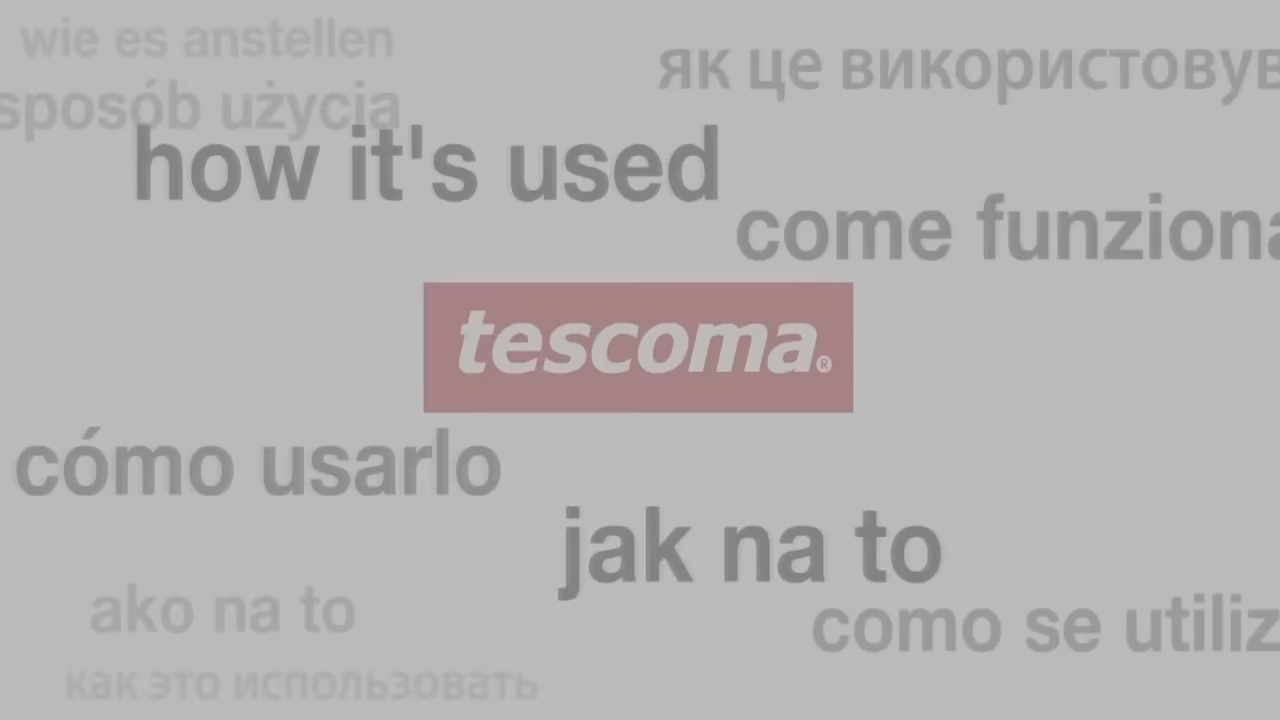 wie es anstellen
як це використовув
sposób użycia
how it's used
come funziona
tescoma®
cómo usarlo
jak na to
ako na to
como se utiliz
как это использовать